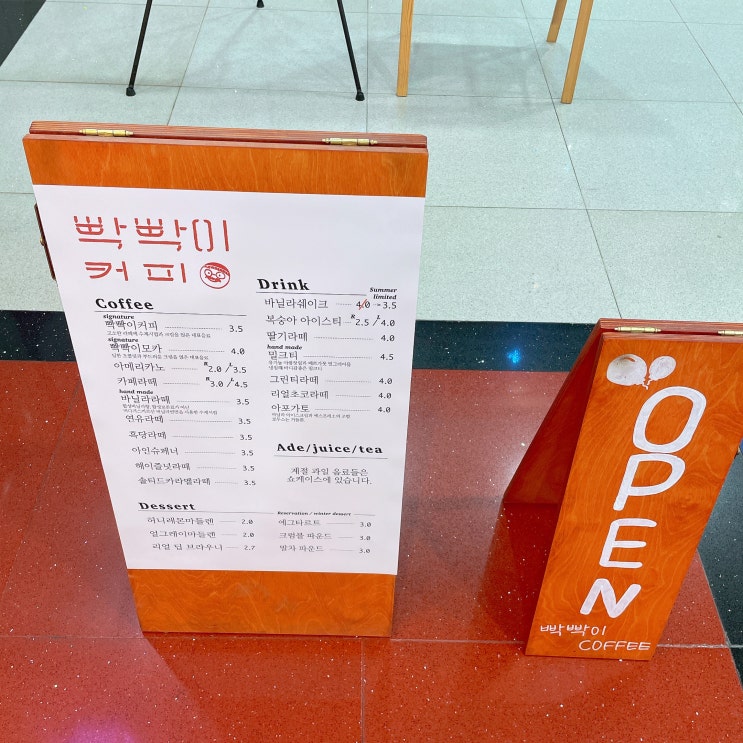 빡빡이
커피
Coffee
signature
빡빡이커피 3.5
signature
빡빡이모카 4.0
아메리카노 R 2.0 / L 3.5
카페라떼 R 3.0 / L 4.5
hand made
바닐라라떼 3.5
연유라떼 3.5
흑당라떼 3.5
아인슈페너 3.5
헤이즐넛라떼 3.5
솔티드카라멜라떼 3.5
Drink
Summer
limited
바닐라쉐이크 4.0 → 3.5
복숭아 아이스티 R 2.5 / L 4.0
딸기라떼 4.0
hand made
밀크티 4.5
그린티라떼 4.0
리얼초코라떼 4.0
아포가토 4.0
Ade/juice/tea
계절 과일 음료들은
쇼케이스에 있습니다.
Dessert
허니레몬마들렌 2.0
얼그레이마들렌 2.0
리얼 딥 브라우니 2.7
Reservation / winter dessert
에그타르트 3.0
크럼블 파운드 3.0
말차 파운드 3.0
OPEN
빡빡이
COFFEE